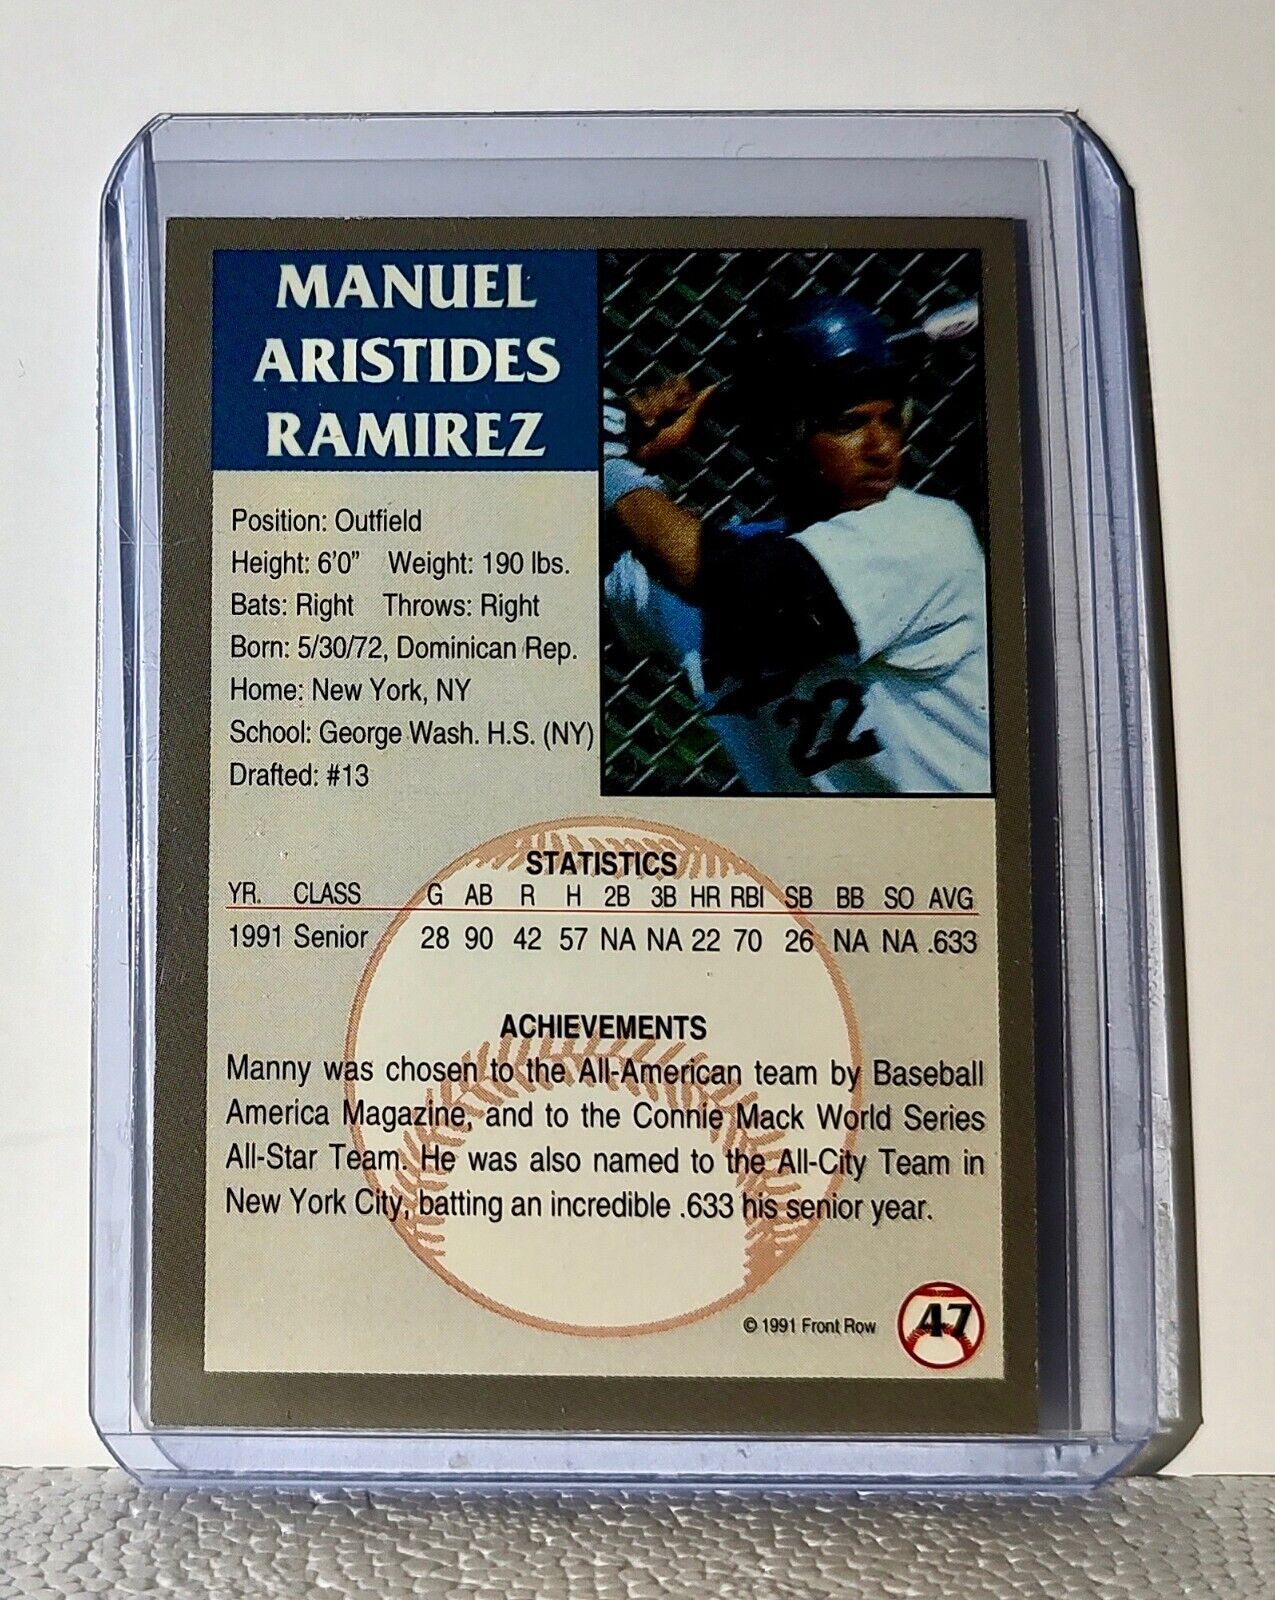 MANUEL
ARISTIDES
RAMIREZ
Position: Outfield
Height: 6'0" Weight: 190 lbs.
Bats: Right Throws: Right
Born: 5/30/72, Dominican Rep.
Home: New York, NY
School: George Wash. H.S. (NY)
Drafted: #13
22
STATISTICS
YR. CLASS G AB R H 2B 3B HR RBI SB BB SO AVG
1991 Senior 28 90 42 57 NA NA 22 70 26 NA NA .633
ACHIEVEMENTS
Manny was chosen to the All-American team by Baseball
America Magazine, and to the Connie Mack World Series
All-Star Team. He was also named to the All-City Team in
New York City, batting an incredible .633 his senior year.
© 1991 Front Row
47